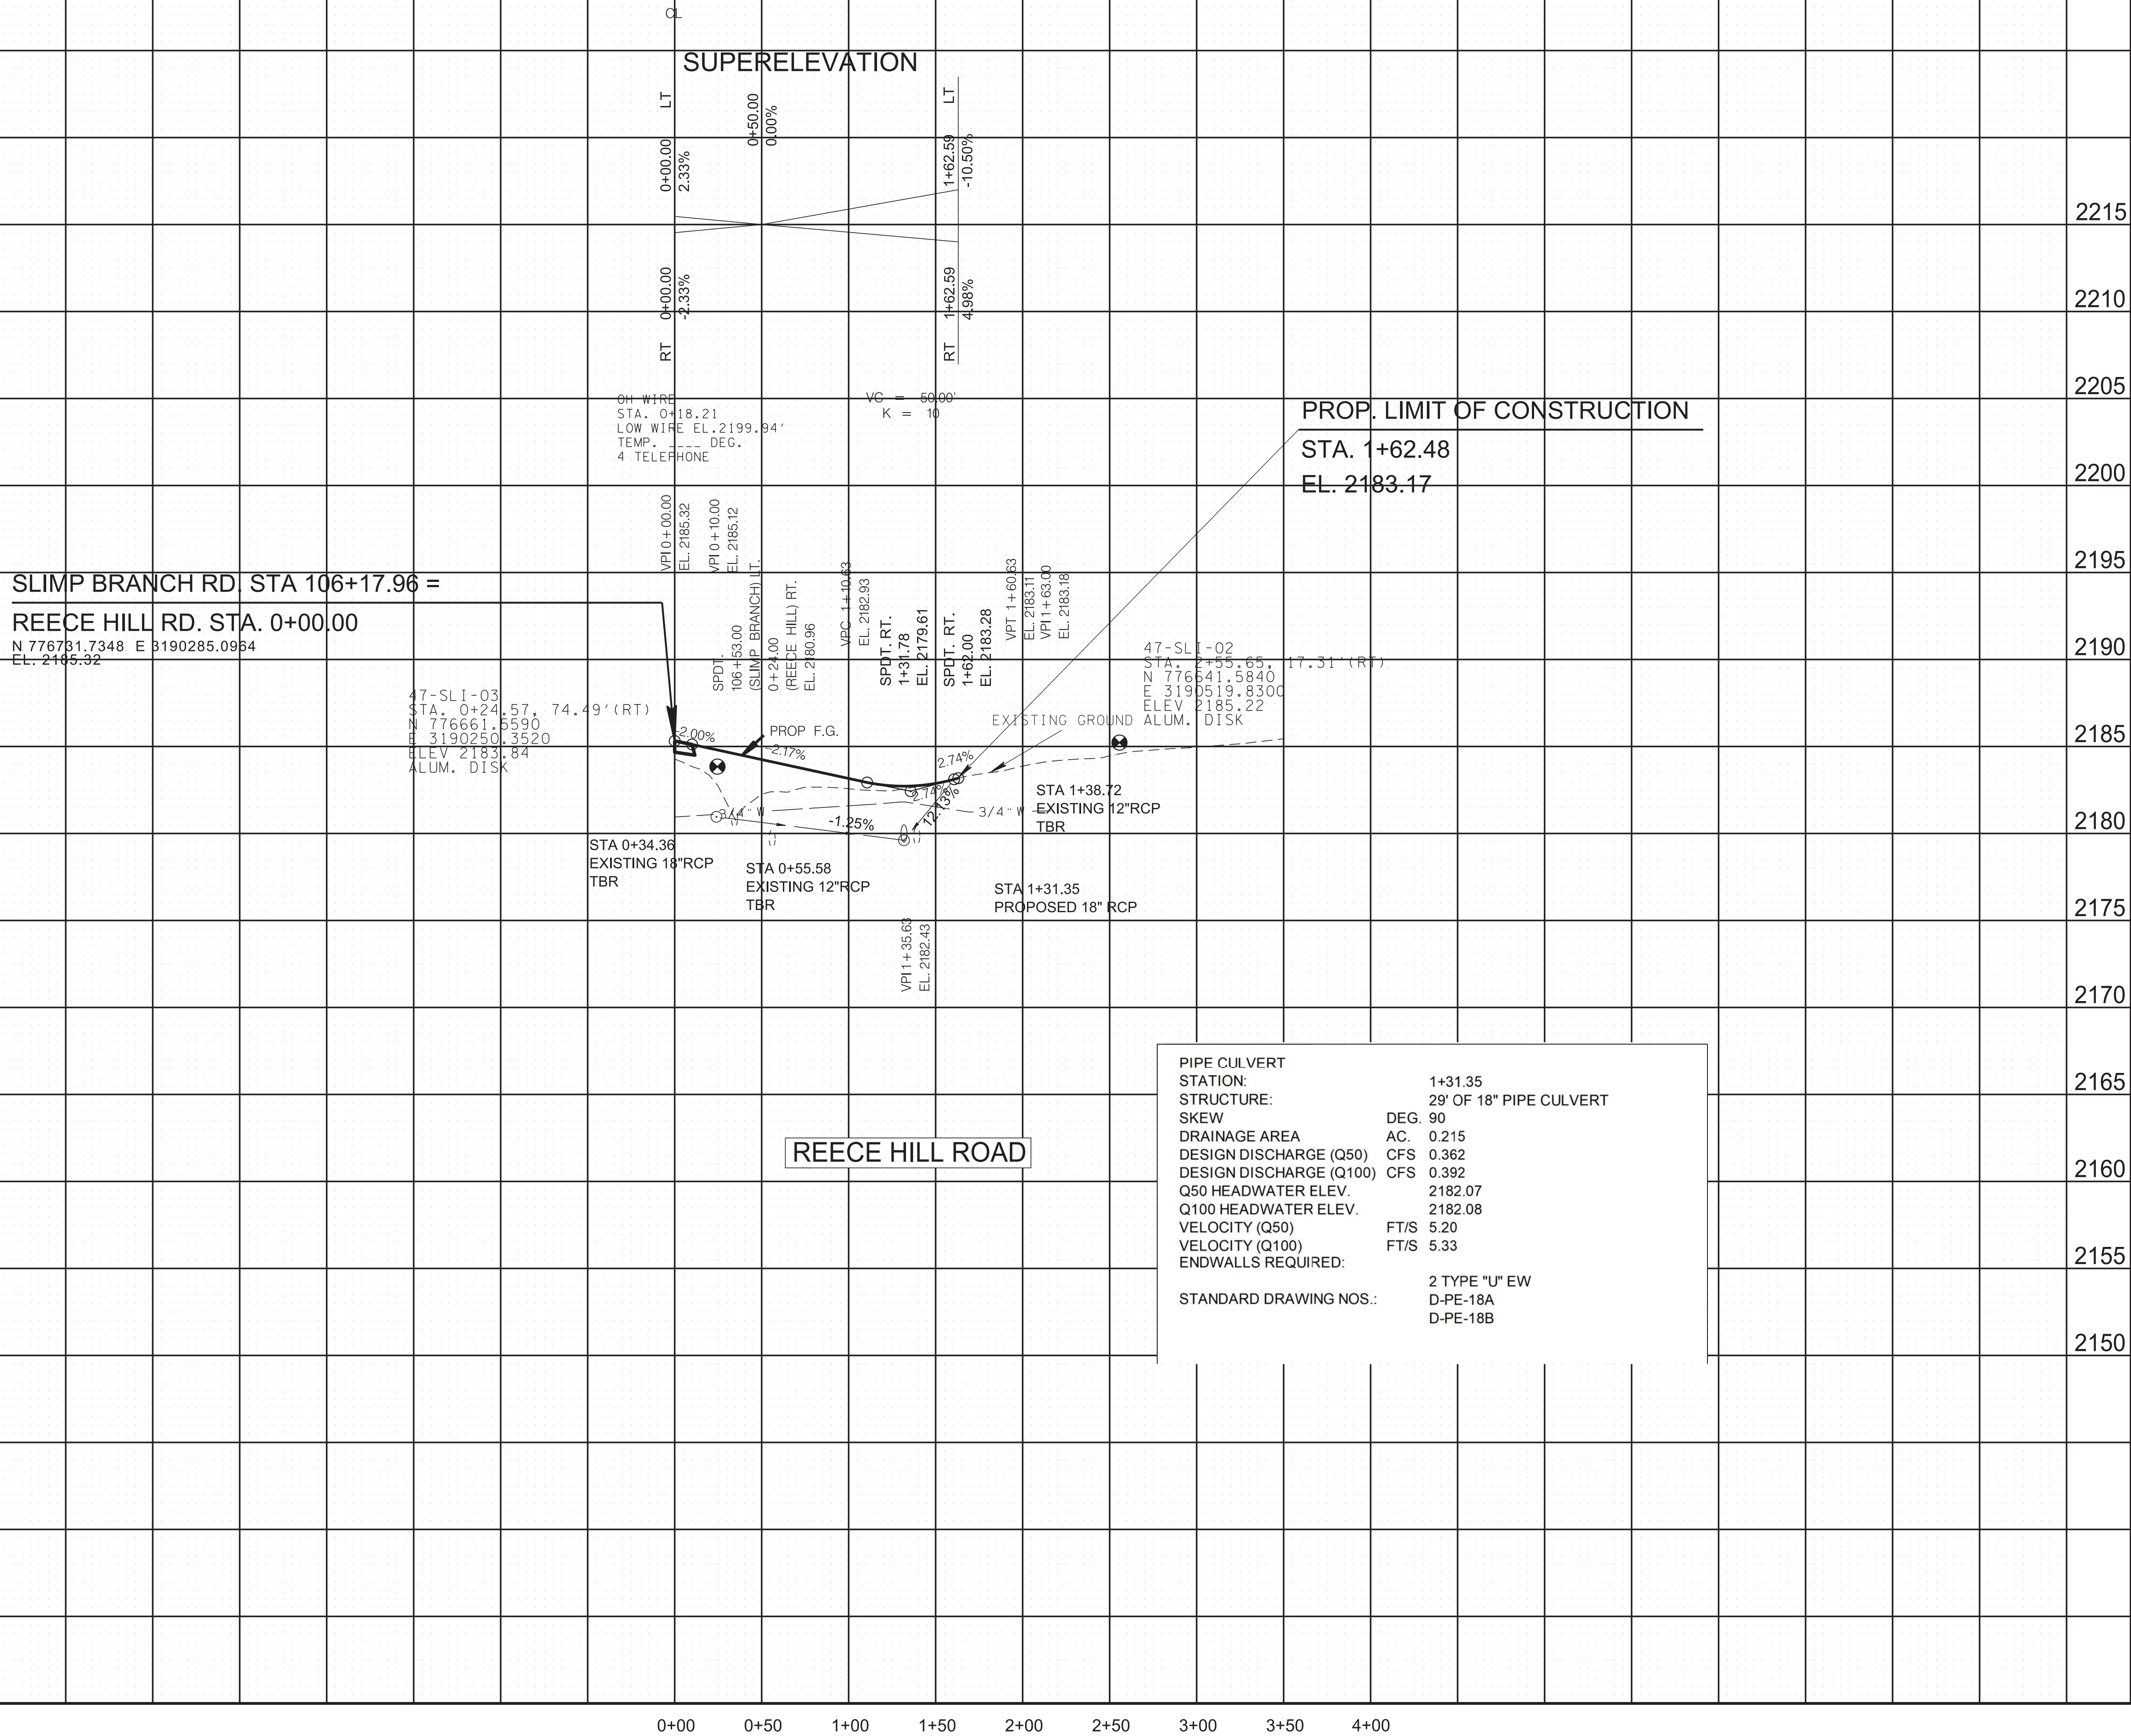 CL
SUPERELEVATION
LT
0+00.00
2.33%
0+50.00
0.00%
LT
1+62.59
-10.50%
RT
0+00.00
-2.33%
RT
1+62.59
4.98%
2215
2210
2205
2200
2195
2190
2185
2180
2175
2170
2165
2160
2155
2150
OH WIRE
STA. 0+18.21
LOW WIRE EL.2199.94'
TEMP. ____ DEG.
4 TELEPHONE
VC = 50.00'
K = 10
PROP. LIMIT OF CONSTRUCTION
STA. 1+62.48
EL. 2183.17
SLIMP BRANCH RD. STA 106+17.96 =
REECE HILL RD. STA. 0+00.00
N 776731.7348 E 3190285.0964
EL. 2185.32
VPI 0+00.00
EL. 2185.32
VPI 0+10.00
EL. 2185.12
SPDT.
106+53.00
(SLIMP BRANCH) LT.
0+24.00
(REECE HILL) RT.
EL. 2180.96
VPC 1+10.63
EL. 2182.93
SPDT. RT.
1+31.78
EL. 2179.61
SPDT. RT.
1+62.00
EL. 2183.28
VPT 1+60.63
EL. 2183.11
VPI 1+63.00
EL. 2183.18
47-SLI-02
STA. 2+55.65, 17.31'(RT)
N 776641.5840
E 3190519.8300
ELEV 2185.22
ALUM. DISK
47-SLI-03
STA. 0+24.57, 74.49'(RT)
N 776661.5590
E 3190250.3520
ELEV 2183.84
ALUM. DISK
EXISTING GROUND
-2.00%
PROP F.G.
-2.17%
2.74%
2.74%
12.13%
3/4" W
-1.25%
3/4" W
STA 1+38.72
EXISTING 12"RCP
TBR
STA 0+34.36
EXISTING 18"RCP
TBR
STA 0+55.58
EXISTING 12"RCP
TBR
STA 1+31.35
PROPOSED 18" RCP
VPI 1+35.63
EL. 2182.43
REECE HILL ROAD
PIPE CULVERT
STATION: 1+31.35
STRUCTURE: 29' OF 18" PIPE CULVERT
SKEW DEG. 90
DRAINAGE AREA AC. 0.215
DESIGN DISCHARGE (Q50) CFS 0.362
DESIGN DISCHARGE (Q100) CFS 0.392
Q50 HEADWATER ELEV. 2182.07
Q100 HEADWATER ELEV. 2182.08
VELOCITY (Q50) FT/S 5.20
VELOCITY (Q100) FT/S 5.33
ENDWALLS REQUIRED:
2 TYPE "U" EW
STANDARD DRAWING NOS.: D-PE-18A
D-PE-18B
0+00 0+50 1+00 1+50 2+00 2+50 3+00 3+50 4+00